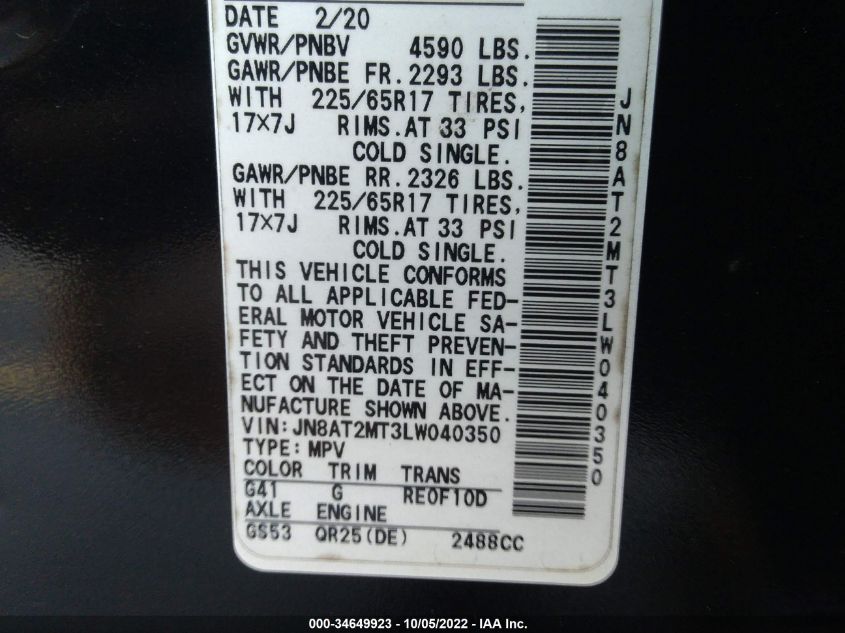 DATE 2/20
GVWR/PNBV 4590 LBS.
GAWR/PNBE FR. 2293 LBS.
WITH 225/65R17 TIRES,
17X7J RIMS. AT 33 PSI
COLD SINGLE.
GAWR/PNBE RR. 2326 LBS.
WITH 225/65R17 TIRES,
17X7J RIMS. AT 33 PSI
COLD SINGLE.
THIS VEHICLE CONFORMS
TO ALL APPLICABLE FED-
ERAL MOTOR VEHICLE SA-
FETY AND THEFT PREVEN-
TION STANDARDS IN EFF-
ECT ON THE DATE OF MA-
NUFACTURE SHOWN ABOVE.
VIN: JN8AT2MT3LW040350
TYPE: MPV
COLOR TRIM TRANS
G41 G RE0F10D
AXLE ENGINE
GS53 QR25(DE) 2488CC
JN8AT2MT3LW040350
000-34649923 - 10/05/2022 - IAA Inc.